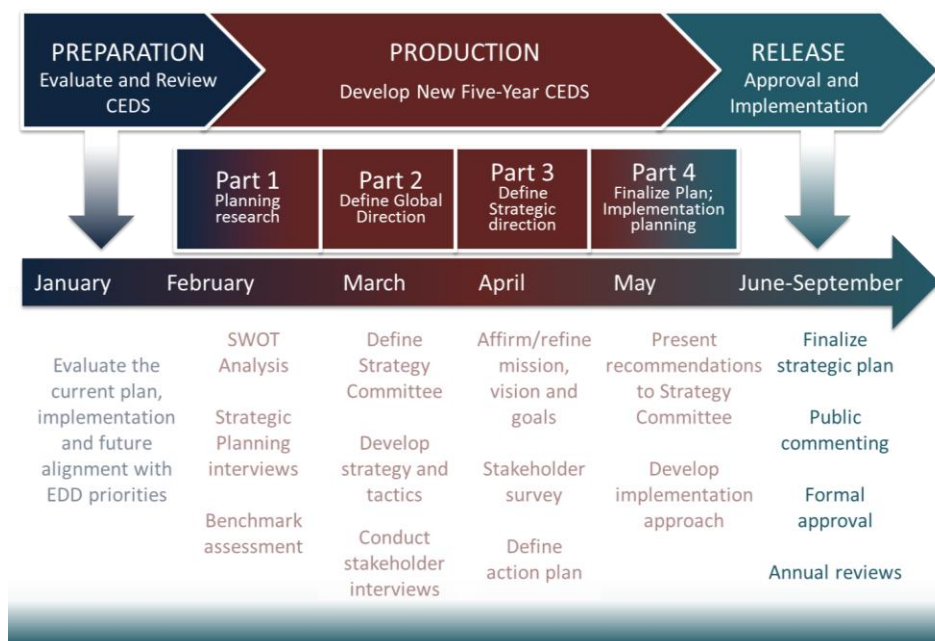 PREPARATION
Evaluate and Review
CEDS
PRODUCTION
Develop New Five-Year CEDS
RELEASE
Approval and
Implementation
Part 1
Planning
research
Part 2
Define Global
Direction
Part 3
Define
Strategic
direction
Part 4
Finalize Plan;
Implementation
planning
January
February
March
April
May
June-September
Evaluate the
current plan,
implementation
and future
alignment with
EDD priorities
SWOT
Analysis
Strategic
Planning
interviews
Benchmark
assessment
Define
Strategy
Committee
Develop
strategy and
tactics
Conduct
stakeholder
interviews
Affirm/refine
mission,
vision and
goals
Stakeholder
survey
Define
action plan
Present
recommendations
to Strategy
Committee
Develop
implementation
approach
Finalize
strategic plan
Public
commenting
Formal
approval
Annual reviews